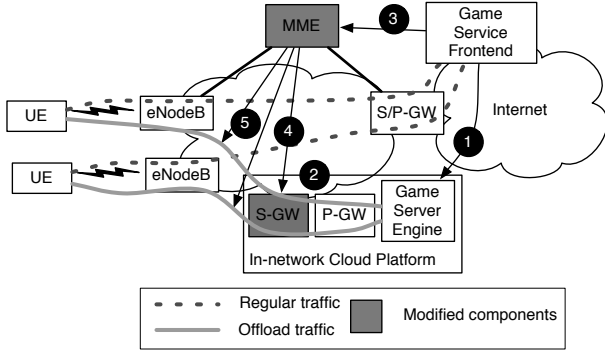 MME
3
Game
Service
Frontend
UE
eNodeB
5
4
S/P-GW
Internet
1
UE
eNodeB
2
S-GW
P-GW
Game
Server
Engine
In-network Cloud Platform
Regular traffic
Offload traffic
Modified components